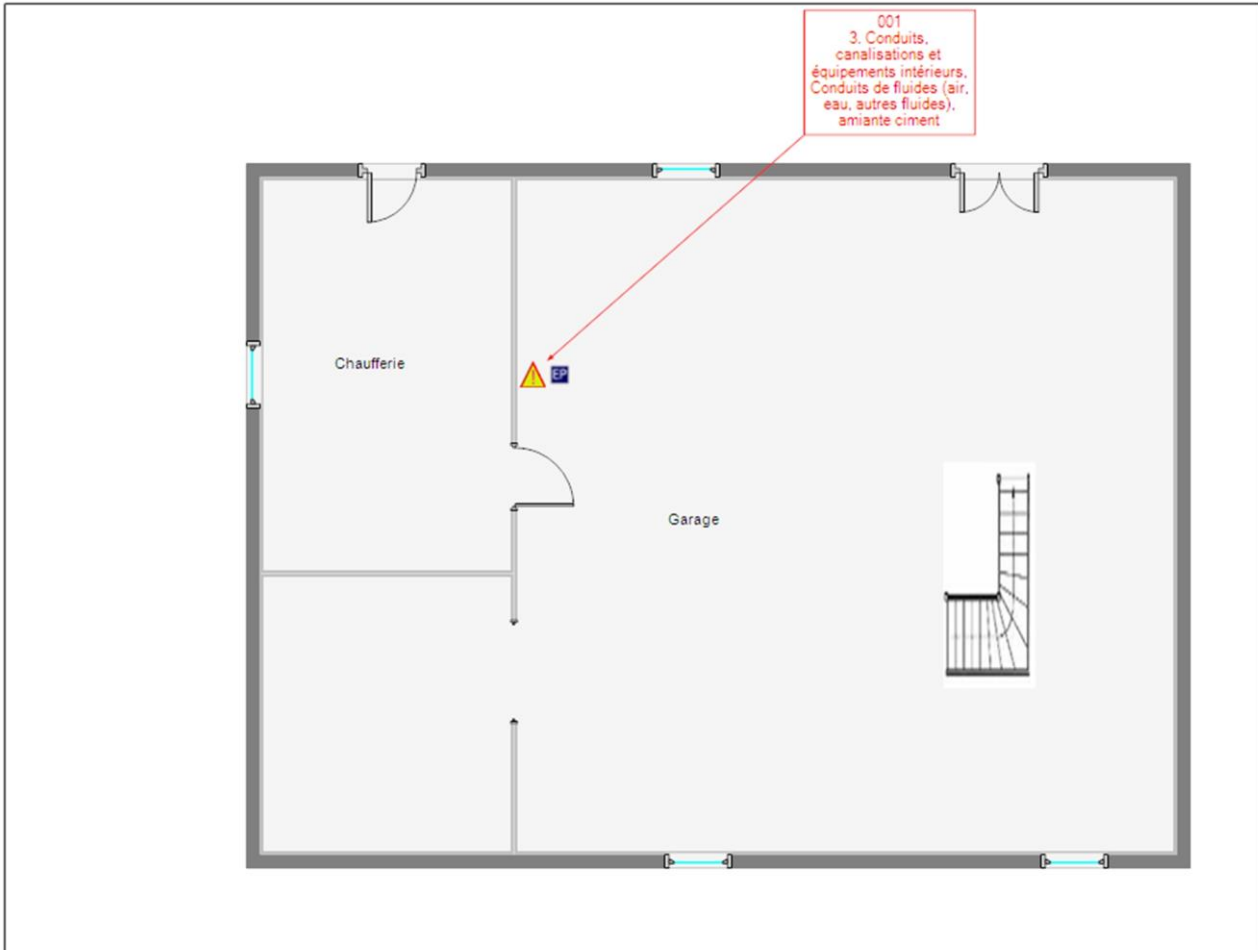 001
3. Conduits,
canalisations et
équipements intérieurs,
Conduits de fluides (air,
eau, autres fluides),
amiante ciment
Chaufferie
EP
Garage